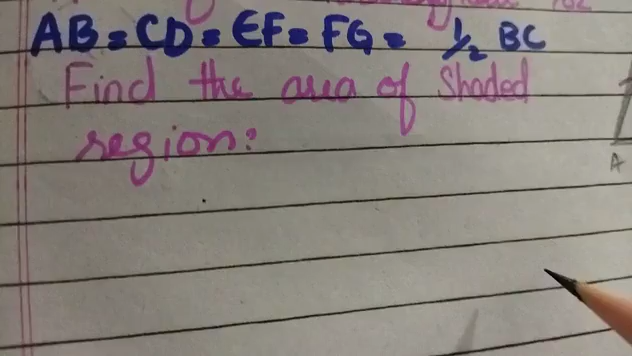 AB = CD = EF = FG = 1/2 BC
Find the area of Shaded
region:
A